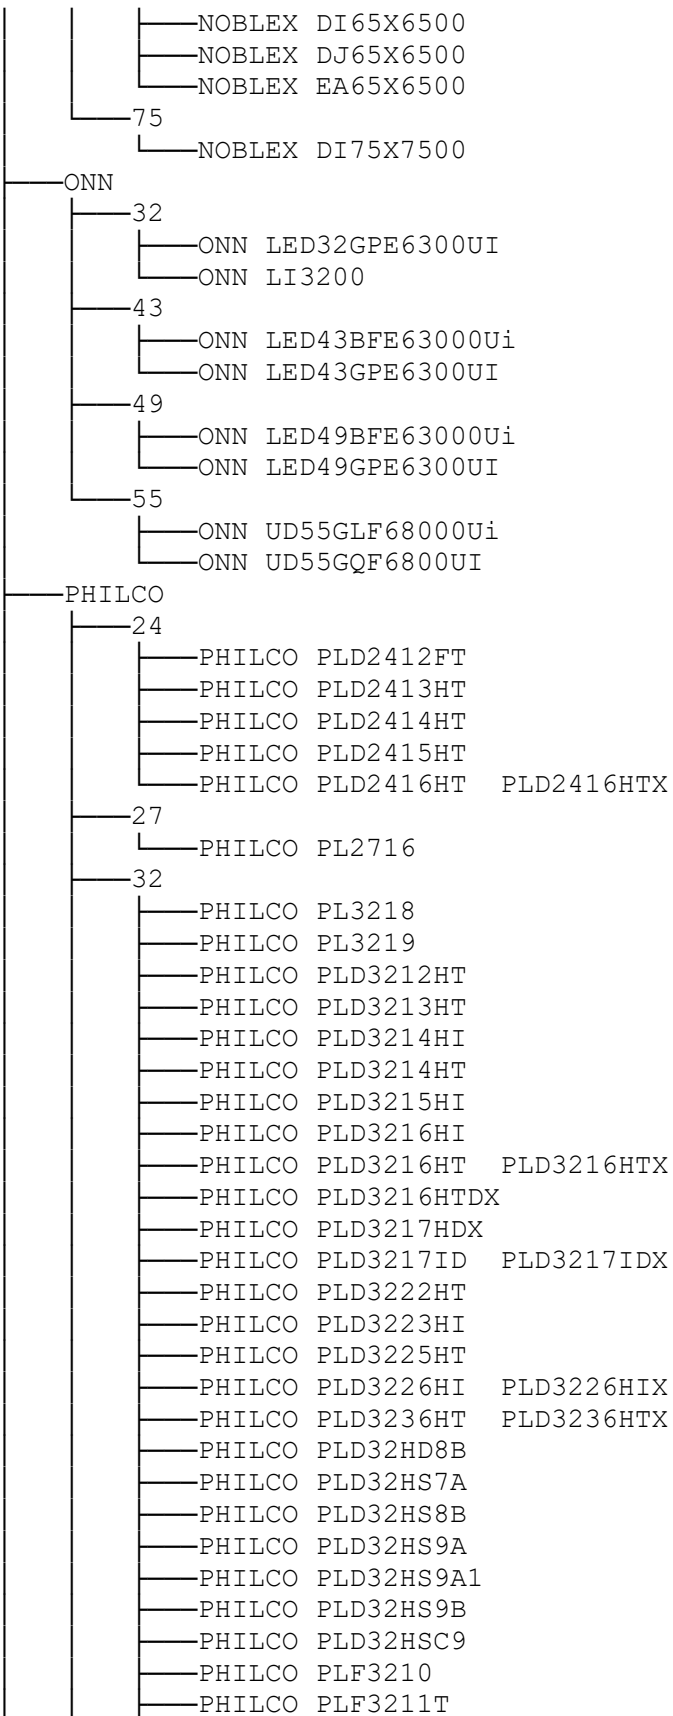 NOBLEX DI65X6500
NOBLEX DJ65X6500
NOBLEX EA65X6500
75
NOBLEX DI75X7500
ONN
32
ONN LED32GPE6300UI
ONN LI3200
43
ONN LED43BFE63000Ui
ONN LED43GPE6300UI
49
ONN LED49BFE63000Ui
ONN LED49GPE6300UI
55
ONN UD55GLF68000Ui
ONN UD55GQF6800UI
PHILCO
24
PHILCO PLD2412FT
PHILCO PLD2413HT
PHILCO PLD2414HT
PHILCO PLD2415HT
PHILCO PLD2416HT  PLD2416HTX
27
PHILCO PL2716
32
PHILCO PL3218
PHILCO PL3219
PHILCO PLD3212HT
PHILCO PLD3213HT
PHILCO PLD3214HI
PHILCO PLD3214HT
PHILCO PLD3215HI
PHILCO PLD3216HI
PHILCO PLD3216HT  PLD3216HTX
PHILCO PLD3216HTDX
PHILCO PLD3217HDX
PHILCO PLD3217ID  PLD3217IDX
PHILCO PLD3222HT
PHILCO PLD3223HI
PHILCO PLD3225HT
PHILCO PLD3226HI  PLD3226HIX
PHILCO PLD3236HT  PLD3236HTX
PHILCO PLD32HD8B
PHILCO PLD32HS7A
PHILCO PLD32HS8B
PHILCO PLD32HS9A
PHILCO PLD32HS9A1
PHILCO PLD32HS9B
PHILCO PLD32HSC9
PHILCO PLF3210
PHILCO PLF3211T